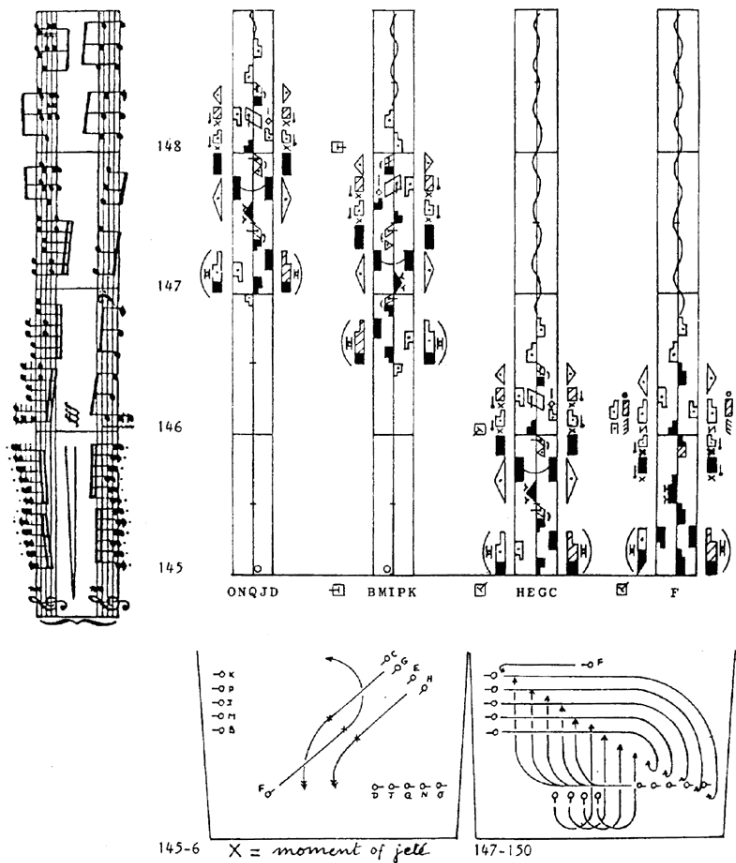 148
147
146
145
ONQJD BMIPK HEGC F
C
G
E
H
K
P
I
M
B
F
D J Q N O
F
145-6 X = moment of jeté 147-150